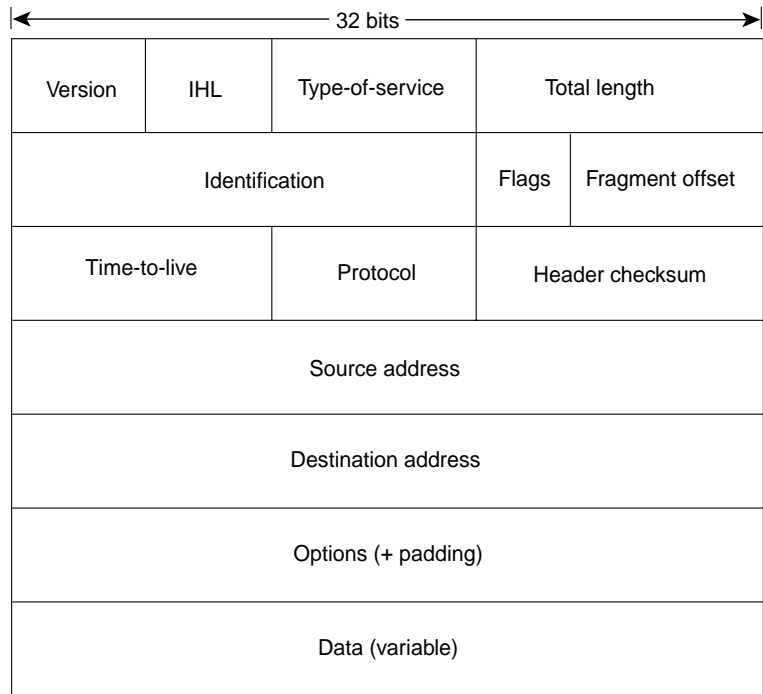 32 bits
Version IHL Type-of-service Total length
Identification Flags Fragment offset
Time-to-live Protocol Header checksum
Source address
Destination address
Options (+ padding)
Data (variable)